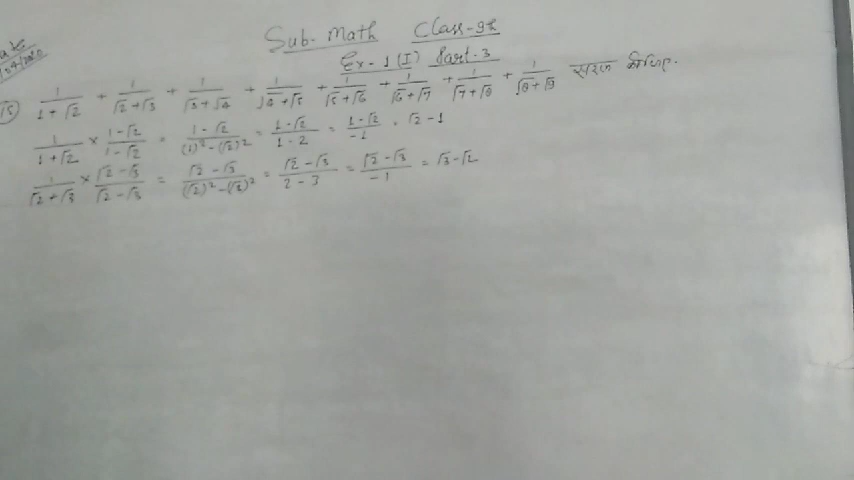 Sub- Math Class-9th
Ex-1(I) Part-3
15) 1/(1+√2) + 1/(√2+√3) + 1/(√3+√4) + 1/(√4+√5) + 1/(√5+√6) + 1/(√6+√7) + 1/(√7+√8) + 1/(√8+√9) सरल कीजिए.
1/(1+√2) × (1-√2)/(1-√2) = (1-√2)/((1)²-(√2)²) = (1-√2)/(1-2) = (1-√2)/-1 = √2-1
1/(√2+√3) × (√2-√3)/(√2-√3) = (√2-√3)/((√2)²-(√3)²) = (√2-√3)/(2-3) = (√2-√3)/-1 = √3-√2